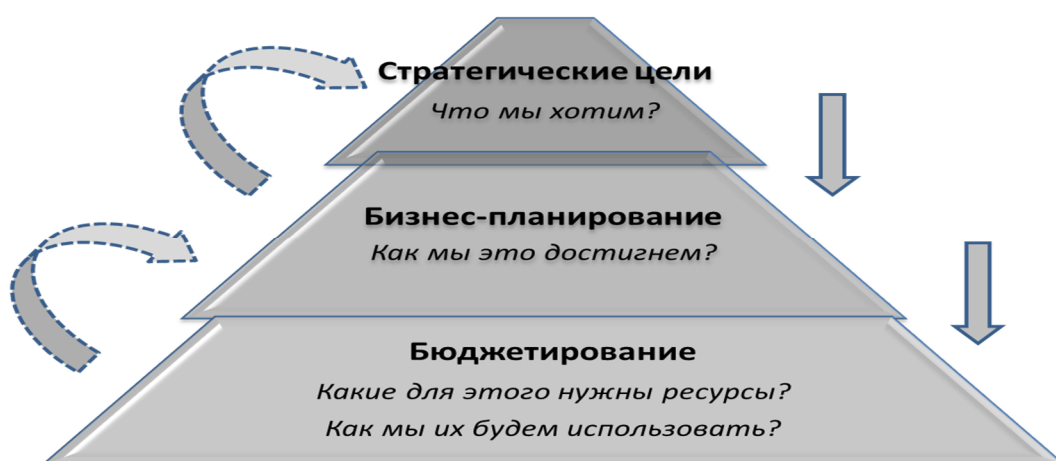 Стратегические цели
Что мы хотим?
Бизнес-планирование
Как мы это достигнем?
Бюджетирование
Какие для этого нужны ресурсы?
Как мы их будем использовать?